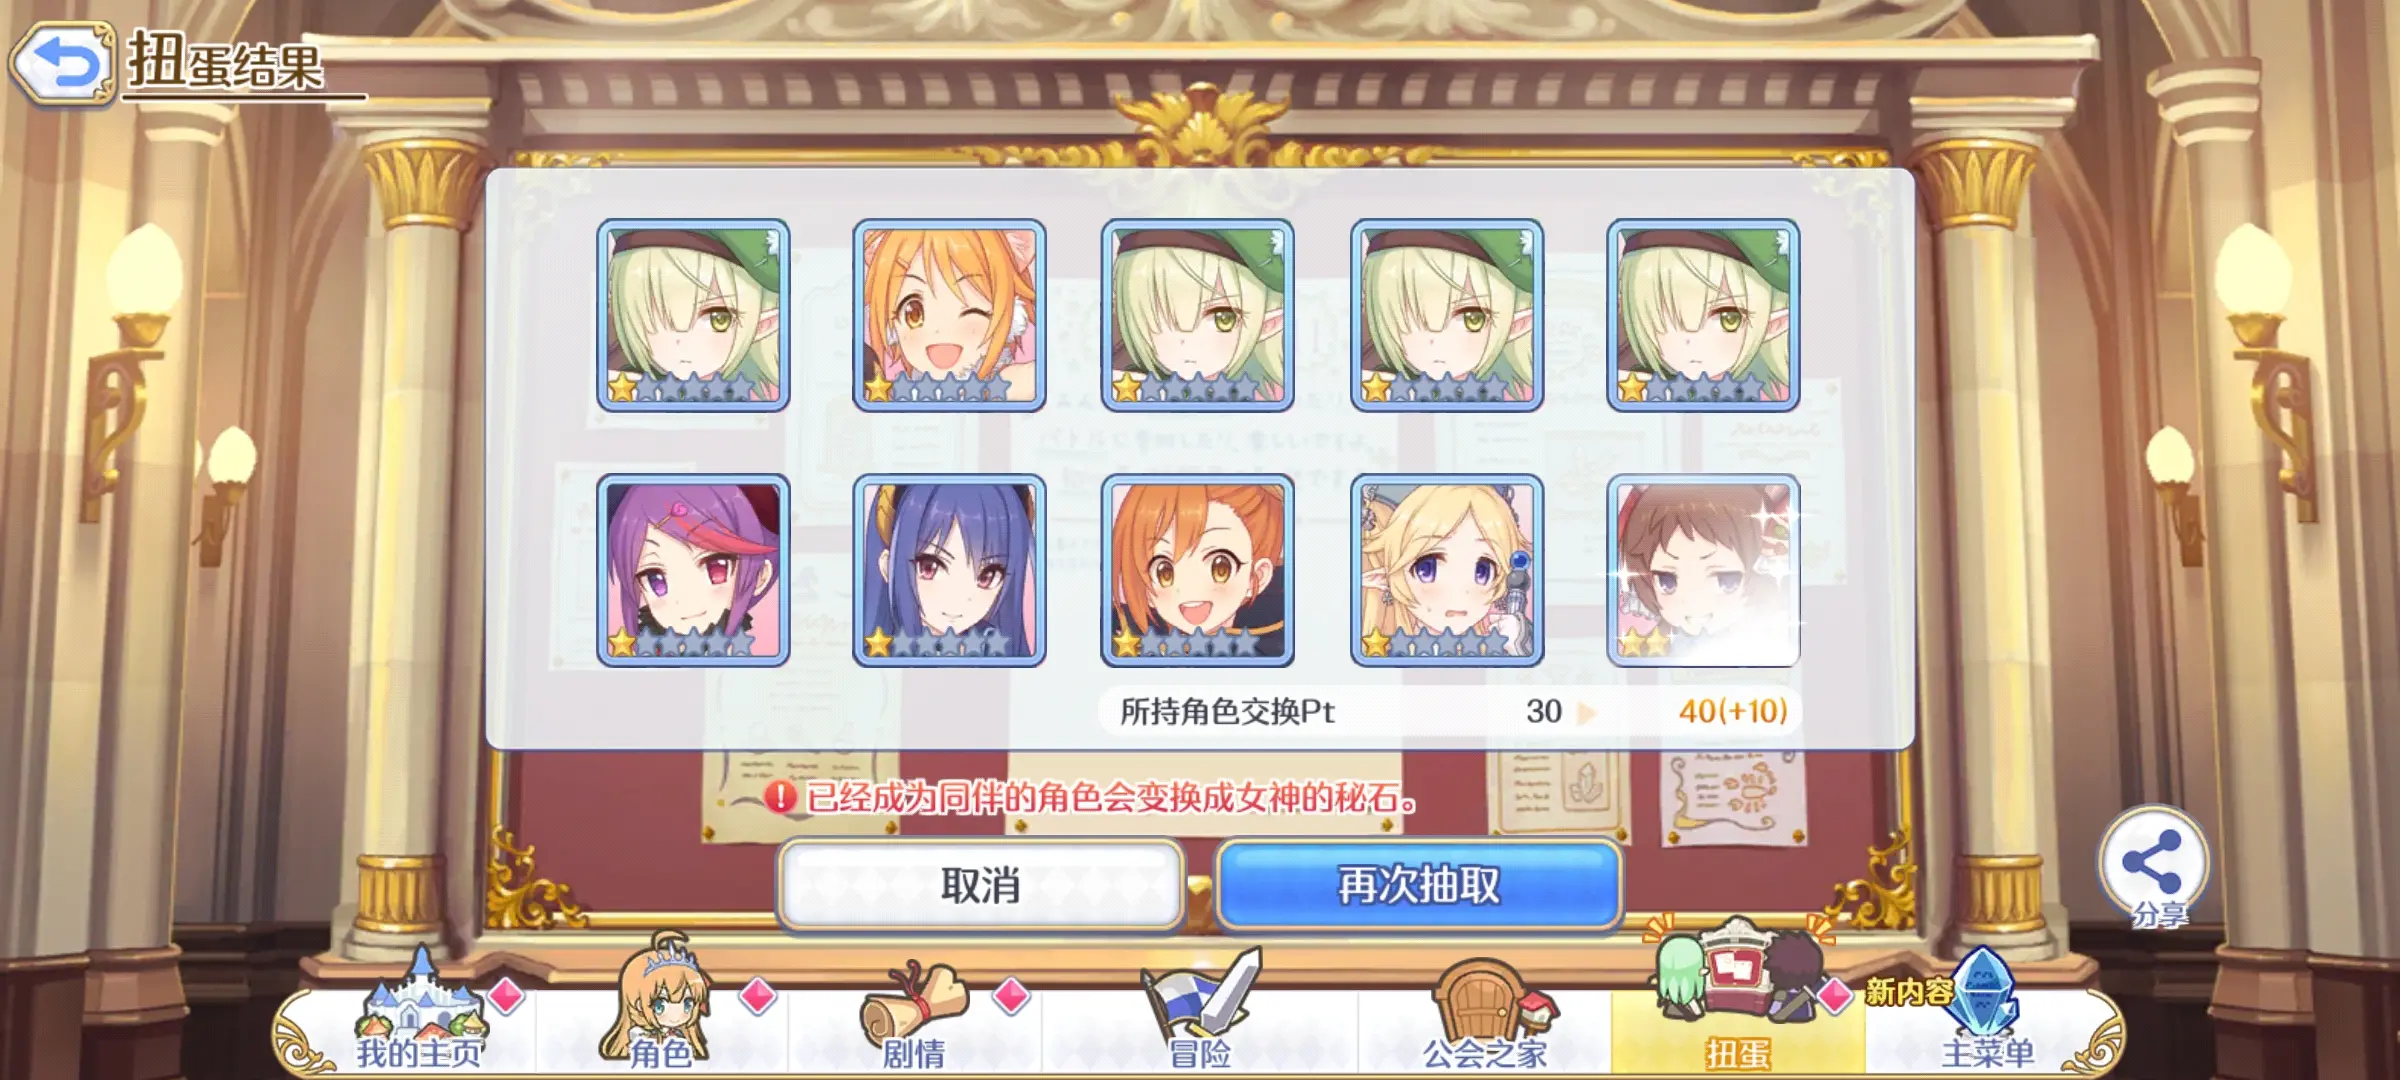 扭蛋结果
所持角色交换Pt 30 40(+10)
已经成为同伴的角色会变换成女神的秘石。
取消 再次抽取
分享
新内容
我的主页 角色 剧情 冒险 公会之家 扭蛋 主菜单